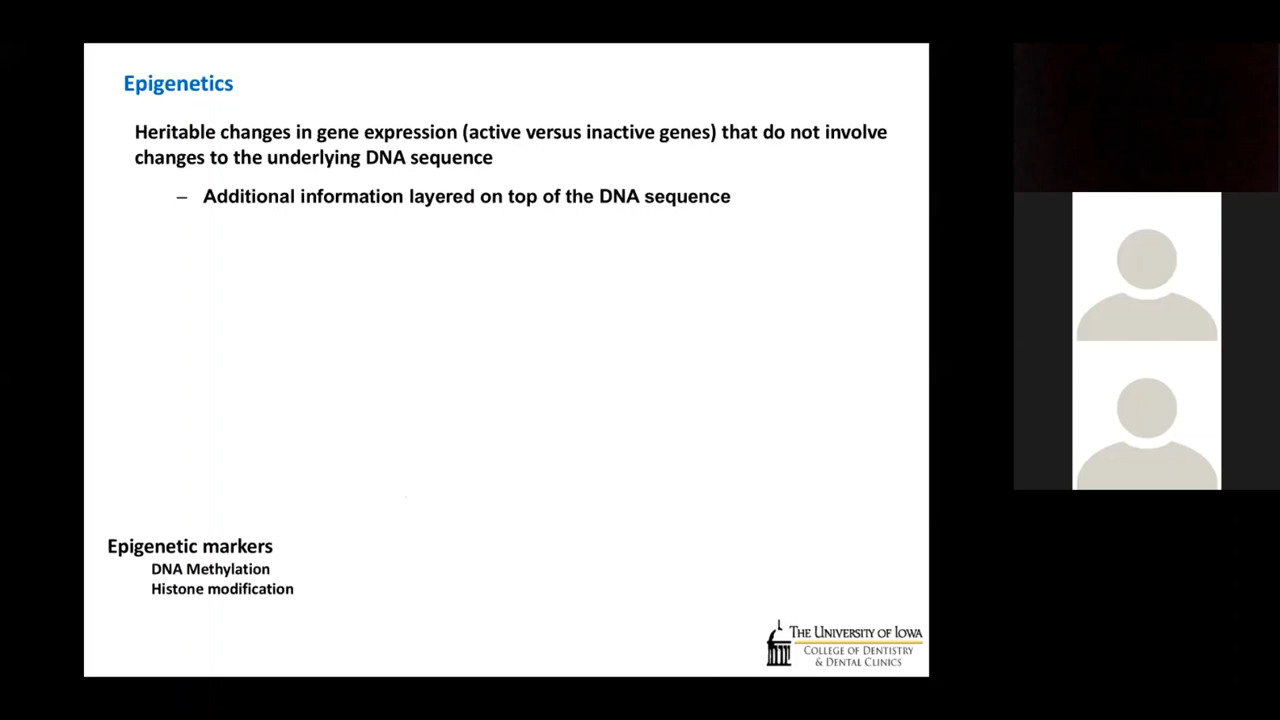 Epigenetics
Heritable changes in gene expression (active versus inactive genes) that do not involve
changes to the underlying DNA sequence
– Additional information layered on top of the DNA sequence
Epigenetic markers
DNA Methylation
Histone modification
THE UNIVERSITY OF IOWA
COLLEGE OF DENTISTRY
& DENTAL CLINICS